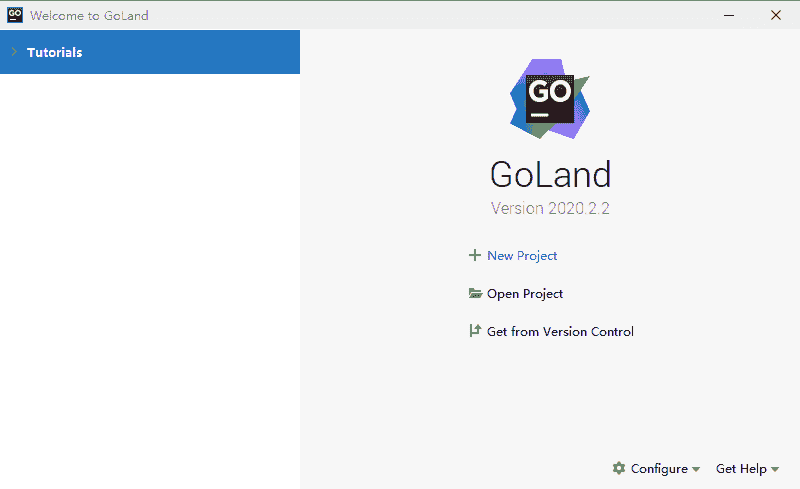 GO Welcome to GoLand
Tutorials
GO
GoLand
Version 2020.2.2
New Project
Open Project
Get from Version Control
Configure Get Help